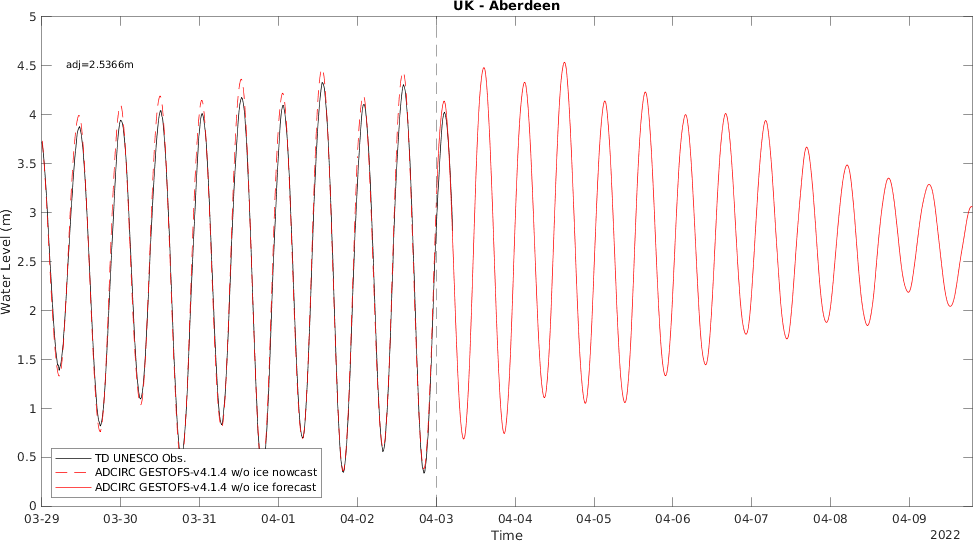 UK - Aberdeen
5
4.5
4
3.5
3
2.5
2
1.5
1
0.5
0
Water Level (m)
adj=2.5366m
TD UNESCO Obs.
ADCIRC GESTOFS-v4.1.4 w/o ice nowcast
ADCIRC GESTOFS-v4.1.4 w/o ice forecast
03-29 03-30 03-31 04-01 04-02 04-03 04-04 04-05 04-06 04-07 04-08 04-09
Time
2022